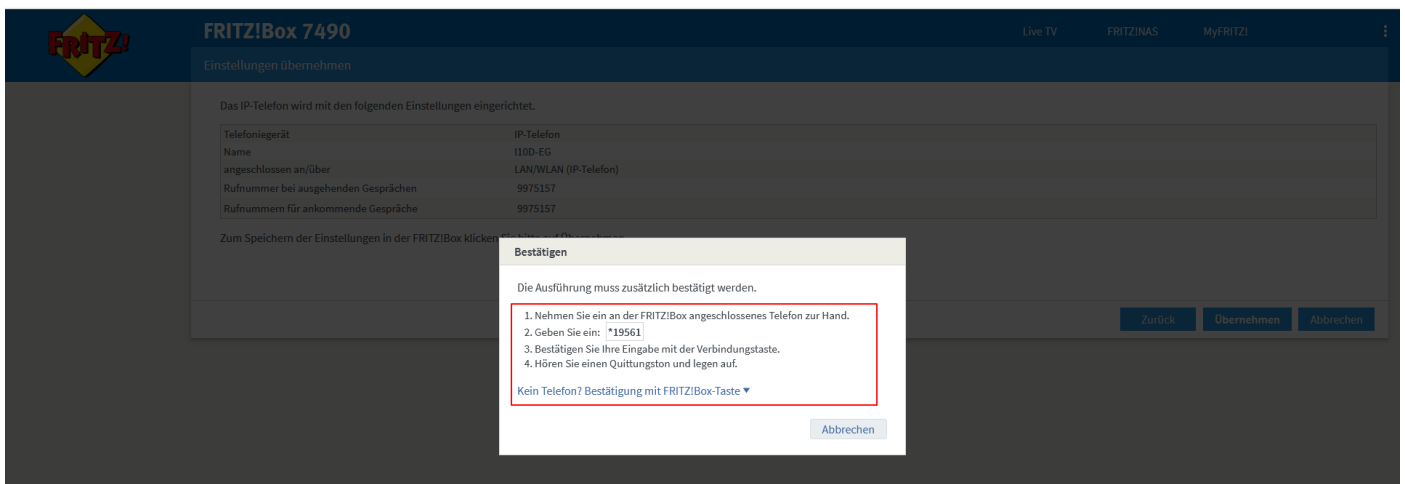 FRITZ!
FRITZ!Box 7490
Live TV FRITZ!NAS MyFRITZ!
Einstellungen übernehmen
Das IP-Telefon wird mit den folgenden Einstellungen eingerichtet.
Telefoniegerät IP-Telefon
Name I10D-EG
angeschlossen an/über LAN/WLAN (IP-Telefon)
Rufnummer bei ausgehenden Gesprächen 9975157
Rufnummern für ankommende Gespräche 9975157
Zum Speichern der Einstellungen in der FRITZ!Box klicken Sie bitte auf Übernehmen
Bestätigen
Die Ausführung muss zusätzlich bestätigt werden.
1. Nehmen Sie ein an der FRITZ!Box angeschlossenes Telefon zur Hand.
2. Geben Sie ein: *19561
3. Bestätigen Sie Ihre Eingabe mit der Verbindungstaste.
4. Hören Sie einen Quittungston und legen auf.
Kein Telefon? Bestätigung mit FRITZ!Box-Taste ▼
Abbrechen
Zurück Übernehmen Abbrechen